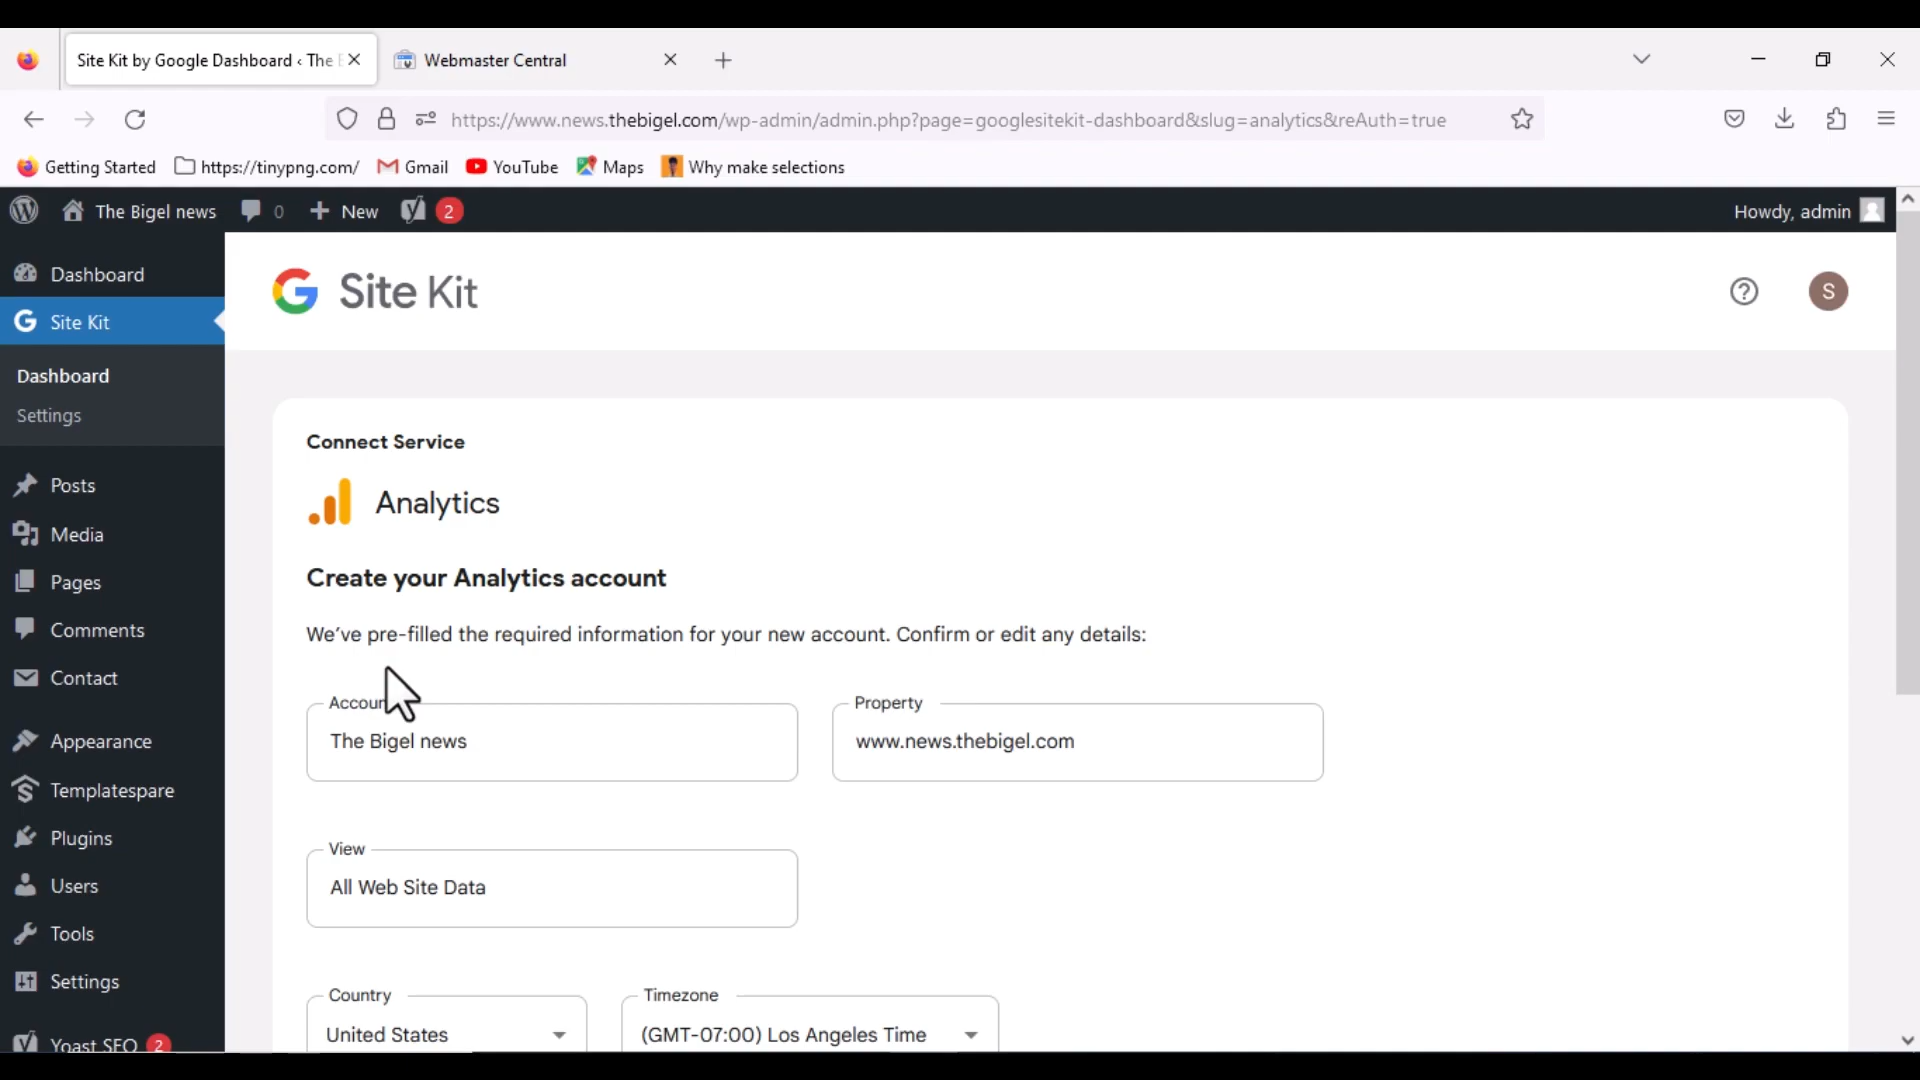 Site Kit by Google Dashboard ‹ The B
Webmaster Central
https://www.news.thebigel.com/wp-admin/admin.php?page=googlesitekit-dashboard&slug=analytics&reAuth=true
Getting Started
https://tinypng.com/
Gmail
YouTube
Maps
Why make selections
The Bigel news
0
New
2
Howdy, admin
Dashboard
Site Kit
Dashboard
Settings
Posts
Media
Pages
Comments
Contact
Appearance
Templatespare
Plugins
Users
Tools
Settings
Yoast SEO 2
Site Kit
S
Connect Service
Analytics
Create your Analytics account
We've pre-filled the required information for your new account. Confirm or edit any details:
Property
The Bigel news
www.news.thebigel.com
View
All Web Site Data
Country
Timezone
United States
(GMT-07:00) Los Angeles Time